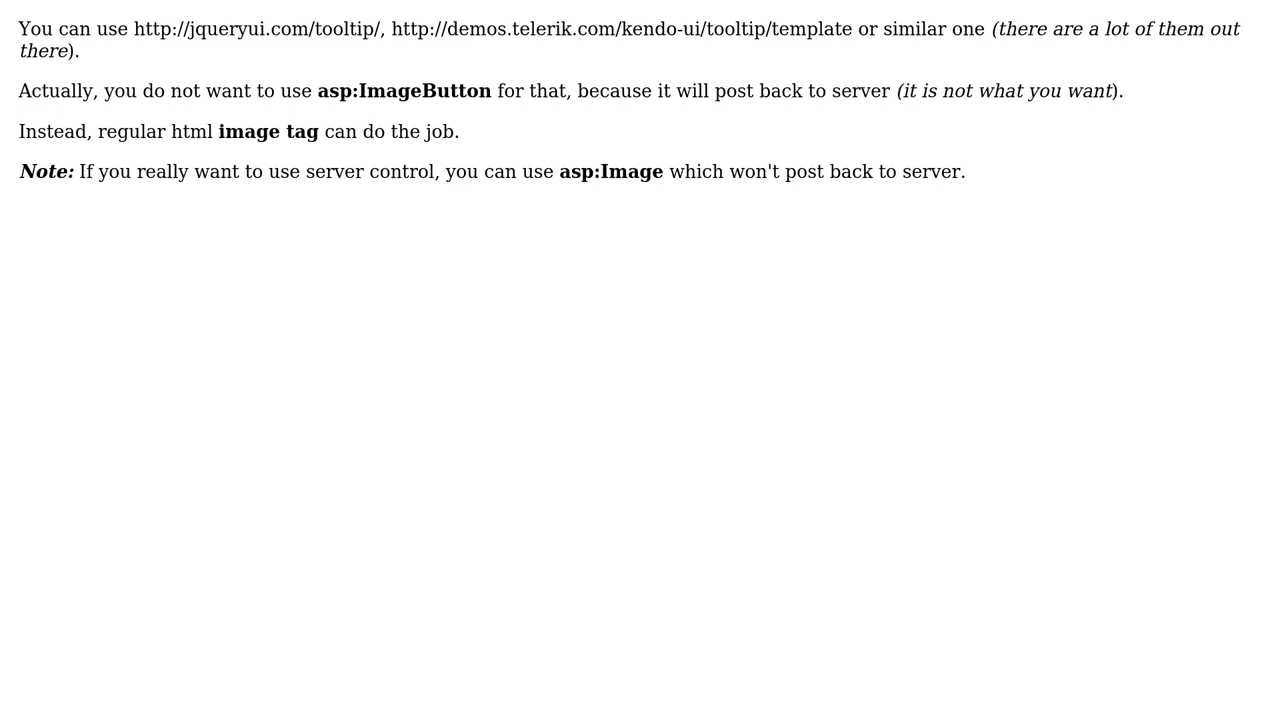 You can use http://jqueryui.com/tooltip/, http://demos.telerik.com/kendo-ui/tooltip/template or similar one (there are a lot of them out
there).
Actually, you do not want to use asp:ImageButton for that, because it will post back to server (it is not what you want).
Instead, regular html image tag can do the job.
Note: If you really want to use server control, you can use asp:Image which won't post back to server.